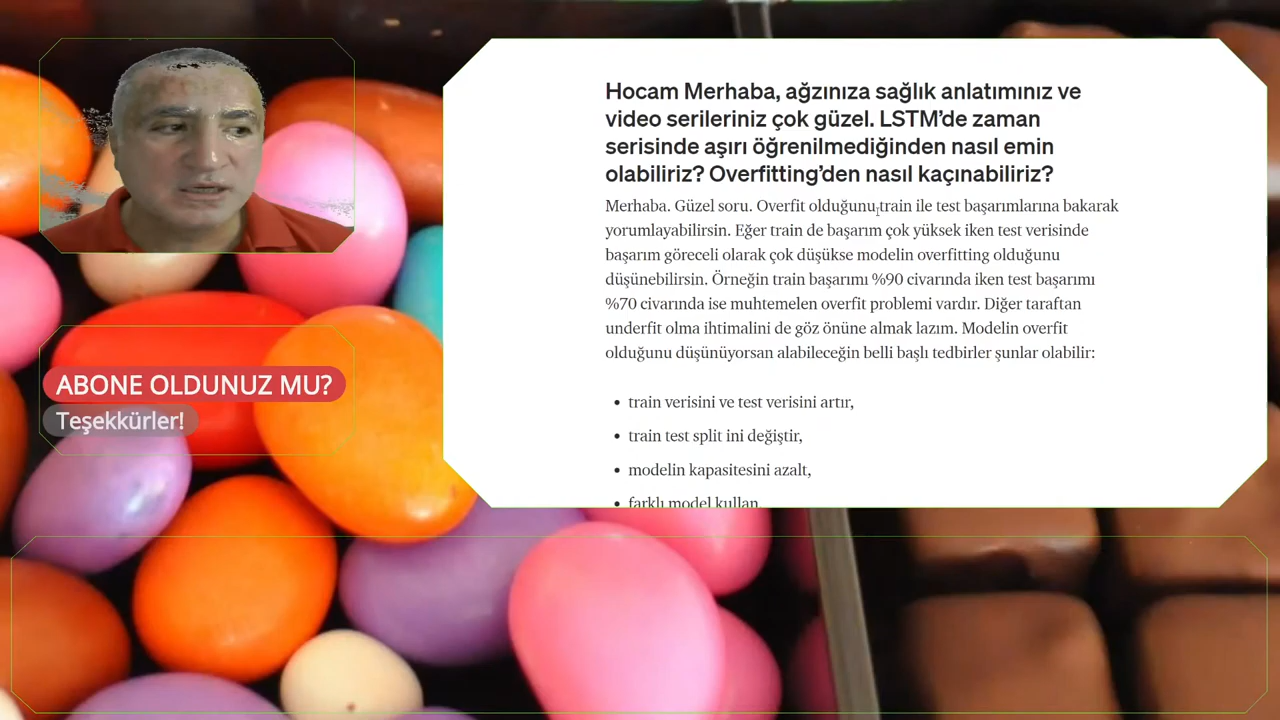 Hocam Merhaba, ağzınıza sağlık anlatımınız ve
video serileriniz çok güzel. LSTM’de zaman
serisinde aşırı öğrenilmediğinden nasıl emin
olabiliriz? Overfitting’den nasıl kaçınabiliriz?
Merhaba. Güzel soru. Overfit olduğunu train ile test başarımlarına bakarak
yorumlayabilirsin. Eğer train de başarım çok yüksek iken test verisinde
başarım göreceli olarak çok düşükse modelin overfitting olduğunu
düşünebilirsin. Örneğin train başarımı %90 civarında iken test başarımı
%70 civarında ise muhtemelen overfit problemi vardır. Diğer taraftan
underfit olma ihtimalini de göz önüne almak lazım. Modelin overfit
olduğunu düşünüyorsan alabileceğin belli başlı tedbirler şunlar olabilir:
• train verisini ve test verisini artır,
• train test split ini değiştir,
• modelin kapasitesini azalt,
• farklı model kullan
ABONE OLDUNUZ MU?
Teşekkürler!